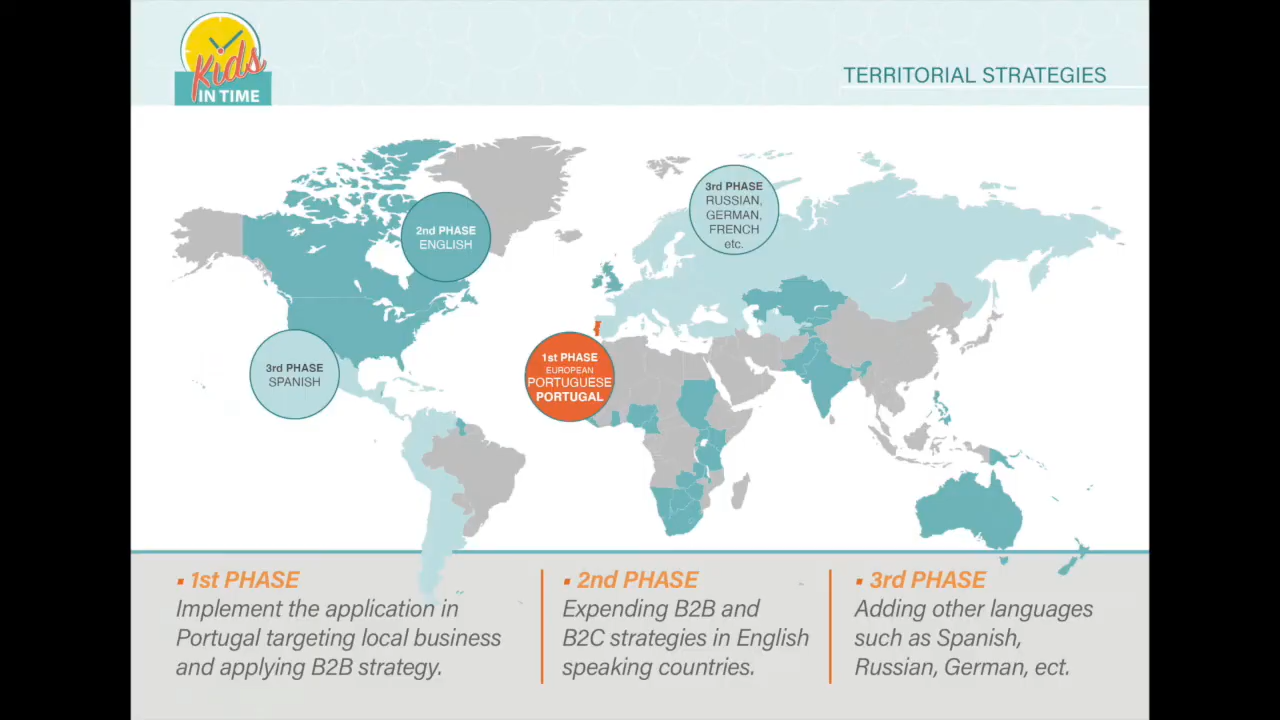 Kids
IN TIME
TERRITORIAL STRATEGIES
2nd PHASE
ENGLISH
3rd PHASE
RUSSIAN,
GERMAN,
FRENCH
etc.
3rd PHASE
SPANISH
1st PHASE
EUROPEAN
PORTUGUESE
PORTUGAL
▪ 1st PHASE
Implement the application in
Portugal targeting local business
and applying B2B strategy.
▪ 2nd PHASE
Expending B2B and
B2C strategies in English
speaking countries.
▪ 3rd PHASE
Adding other languages
such as Spanish,
Russian, German, ect.